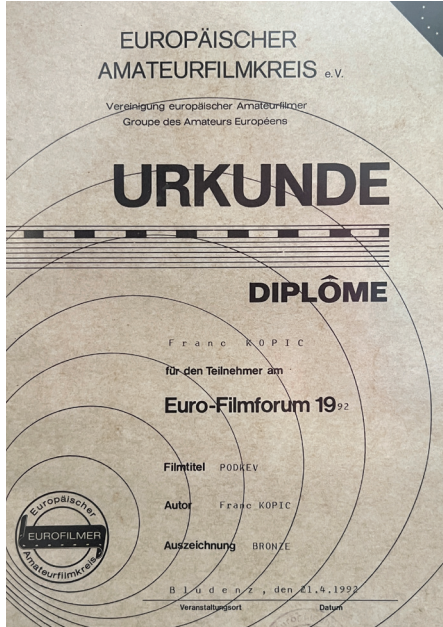 EUROPÄISCHER
AMATEURFILMKREIS e.V.
Vereinigung europäischer Amateurfilmer
Groupe des Amateurs Européens
URKUNDE
DIPLÔME
Franc KOPIC
für den Teilnehmer am
Euro-Filmforum 1992
Filmtitel PODKEV
Autor Franc KOPIC
Auszeichnung BRONZE
Europäischer
EUROFILMER
Amateurfilmkreis
Bludenz, den 21.4.1992
Veranstaltungsort Datum